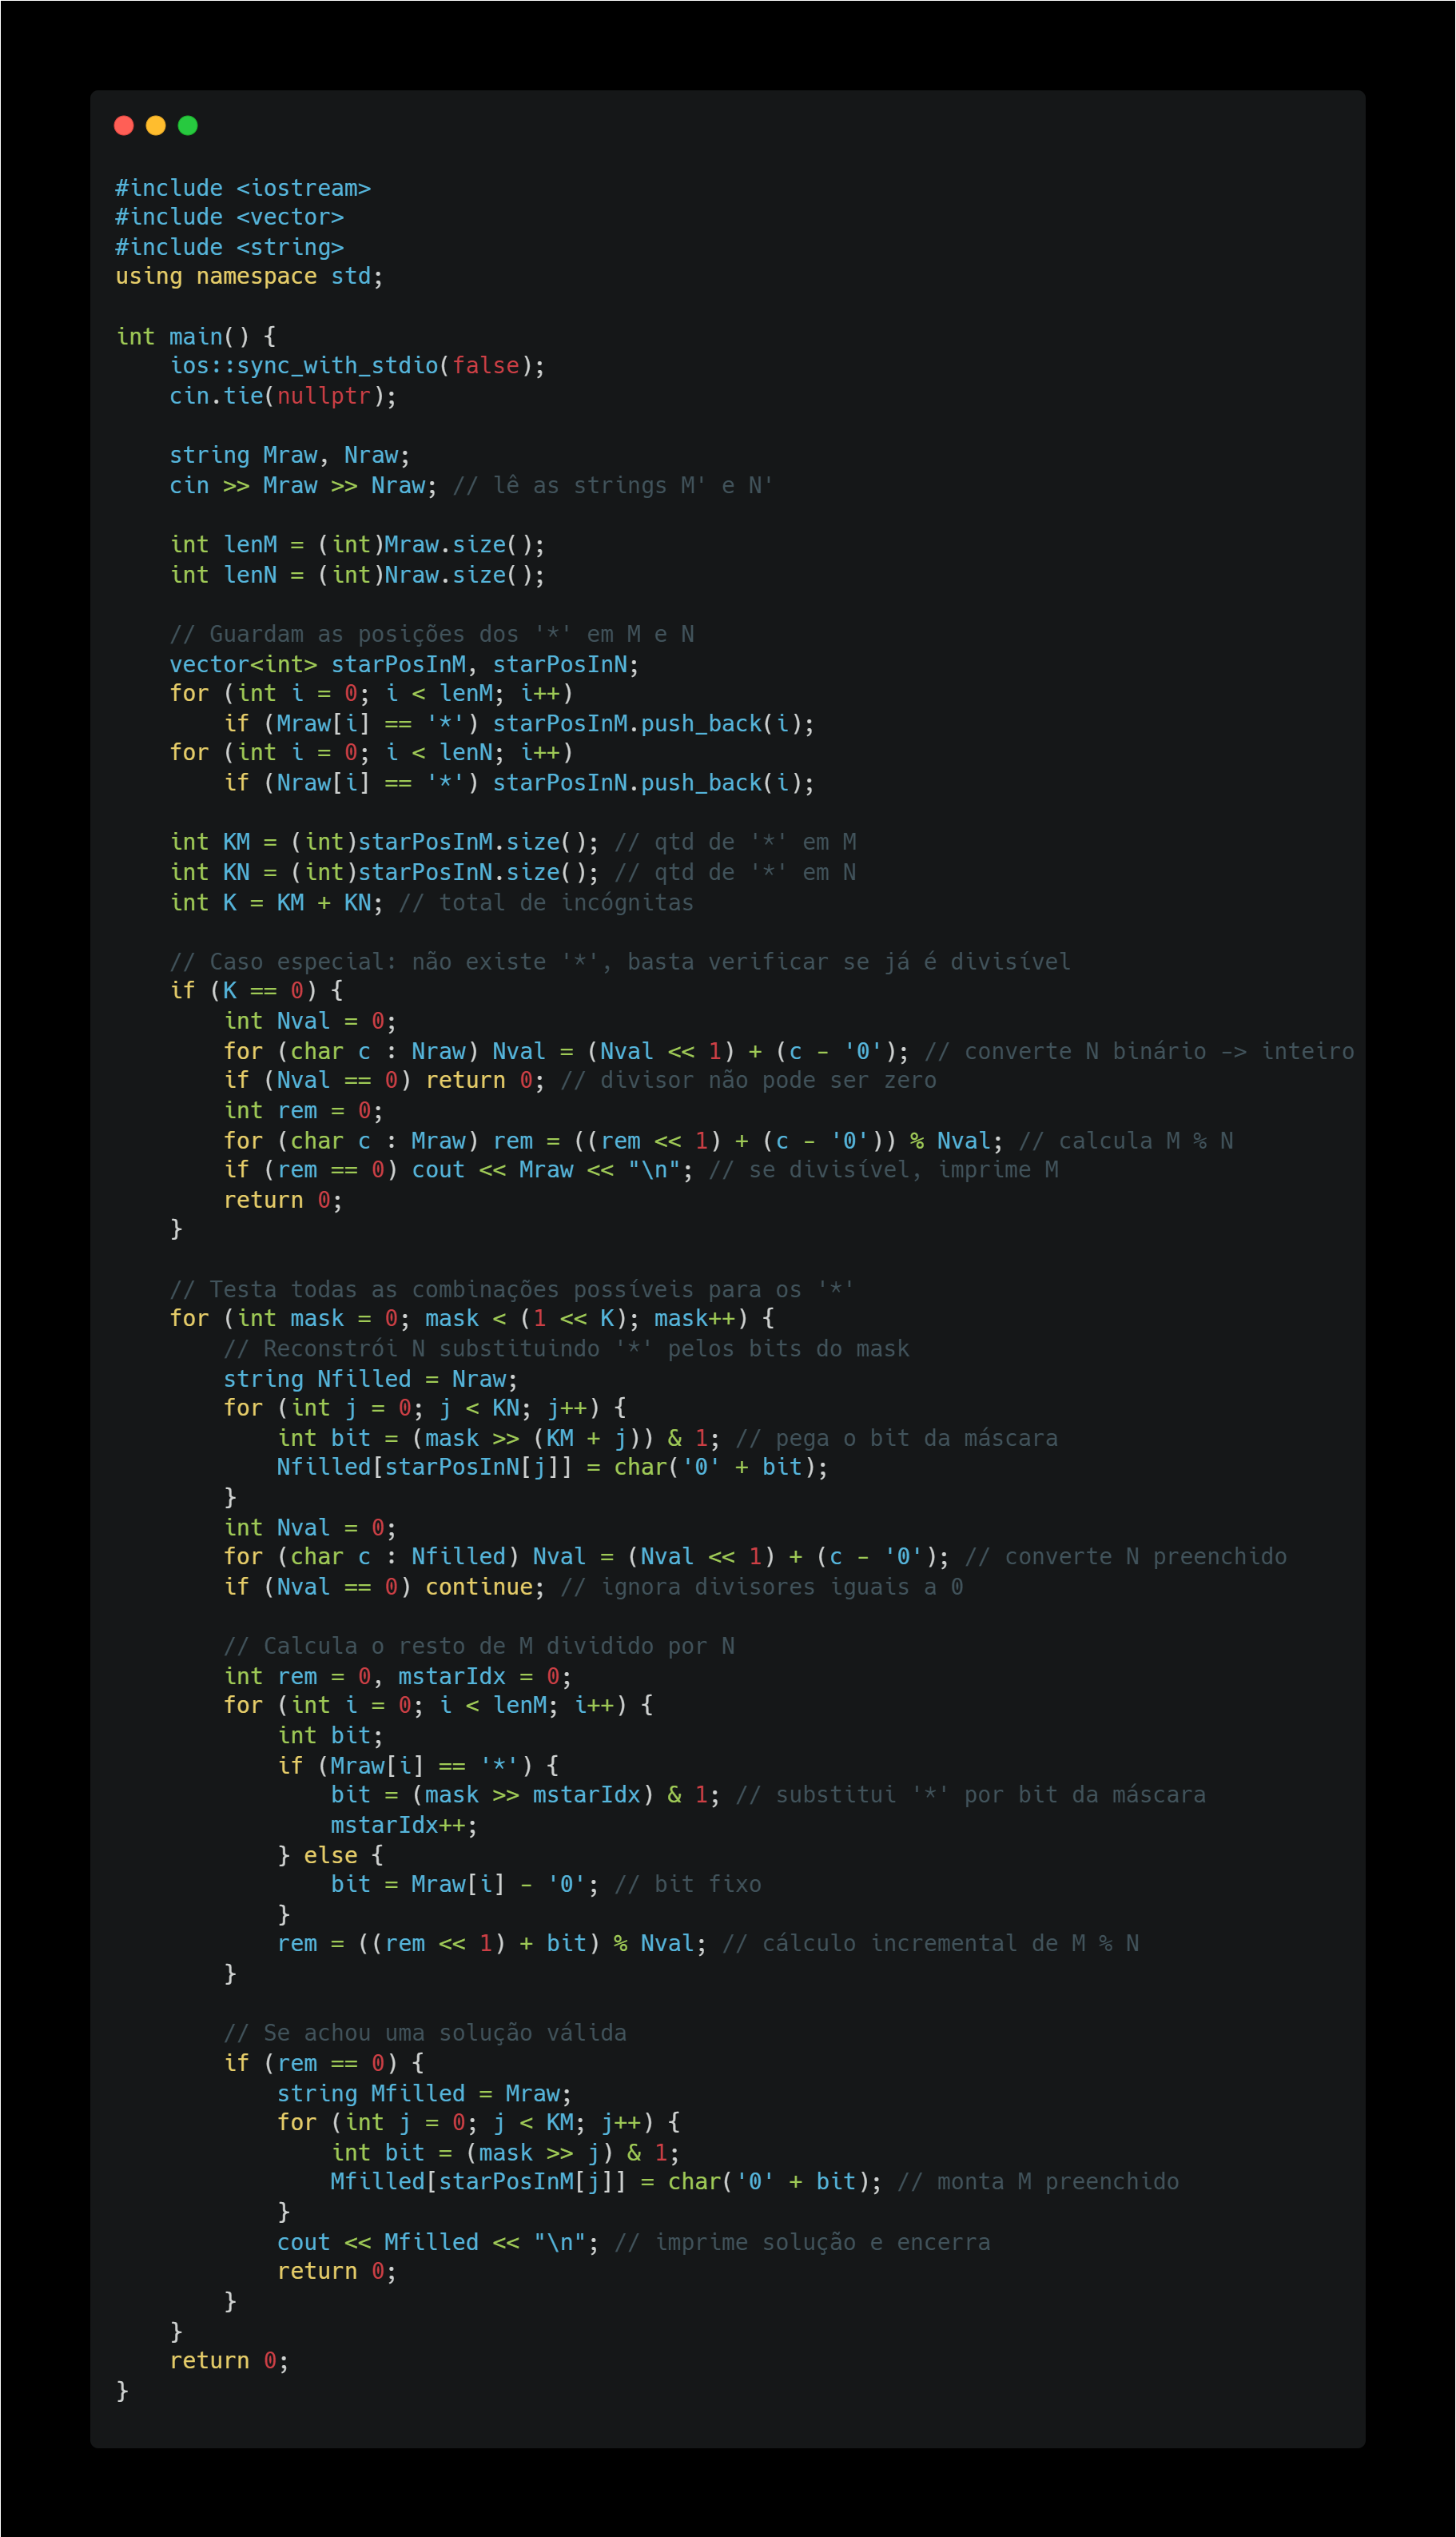 #include <iostream>
#include <vector>
#include <string>
using namespace std;

int main() {
    ios::sync_with_stdio(false);
    cin.tie(nullptr);

    string Mraw, Nraw;
    cin >> Mraw >> Nraw; // lê as strings M' e N'

    int lenM = (int)Mraw.size();
    int lenN = (int)Nraw.size();

    // Guardam as posições dos '*' em M e N
    vector<int> starPosInM, starPosInN;
    for (int i = 0; i < lenM; i++)
        if (Mraw[i] == '*') starPosInM.push_back(i);
    for (int i = 0; i < lenN; i++)
        if (Nraw[i] == '*') starPosInN.push_back(i);

    int KM = (int)starPosInM.size(); // qtd de '*' em M
    int KN = (int)starPosInN.size(); // qtd de '*' em N
    int K = KM + KN; // total de incógnitas

    // Caso especial: não existe '*', basta verificar se já é divisível
    if (K == 0) {
        int Nval = 0;
        for (char c : Nraw) Nval = (Nval << 1) + (c - '0'); // converte N binário -> inteiro
        if (Nval == 0) return 0; // divisor não pode ser zero
        int rem = 0;
        for (char c : Mraw) rem = ((rem << 1) + (c - '0')) % Nval; // calcula M % N
        if (rem == 0) cout << Mraw << "\n"; // se divisível, imprime M
        return 0;
    }

    // Testa todas as combinações possíveis para os '*'
    for (int mask = 0; mask < (1 << K); mask++) {
        // Reconstrói N substituindo '*' pelos bits do mask
        string Nfilled = Nraw;
        for (int j = 0; j < KN; j++) {
            int bit = (mask >> (KM + j)) & 1; // pega o bit da máscara
            Nfilled[starPosInN[j]] = char('0' + bit);
        }
        int Nval = 0;
        for (char c : Nfilled) Nval = (Nval << 1) + (c - '0'); // converte N preenchido
        if (Nval == 0) continue; // ignora divisores iguais a 0

        // Calcula o resto de M dividido por N
        int rem = 0, mstarIdx = 0;
        for (int i = 0; i < lenM; i++) {
            int bit;
            if (Mraw[i] == '*') {
                bit = (mask >> mstarIdx) & 1; // substitui '*' por bit da máscara
                mstarIdx++;
            } else {
                bit = Mraw[i] - '0'; // bit fixo
            }
            rem = ((rem << 1) + bit) % Nval; // cálculo incremental de M % N
        }

        // Se achou uma solução válida
        if (rem == 0) {
            string Mfilled = Mraw;
            for (int j = 0; j < KM; j++) {
                int bit = (mask >> j) & 1;
                Mfilled[starPosInM[j]] = char('0' + bit); // monta M preenchido
            }
            cout << Mfilled << "\n"; // imprime solução e encerra
            return 0;
        }
    }
    return 0;
}